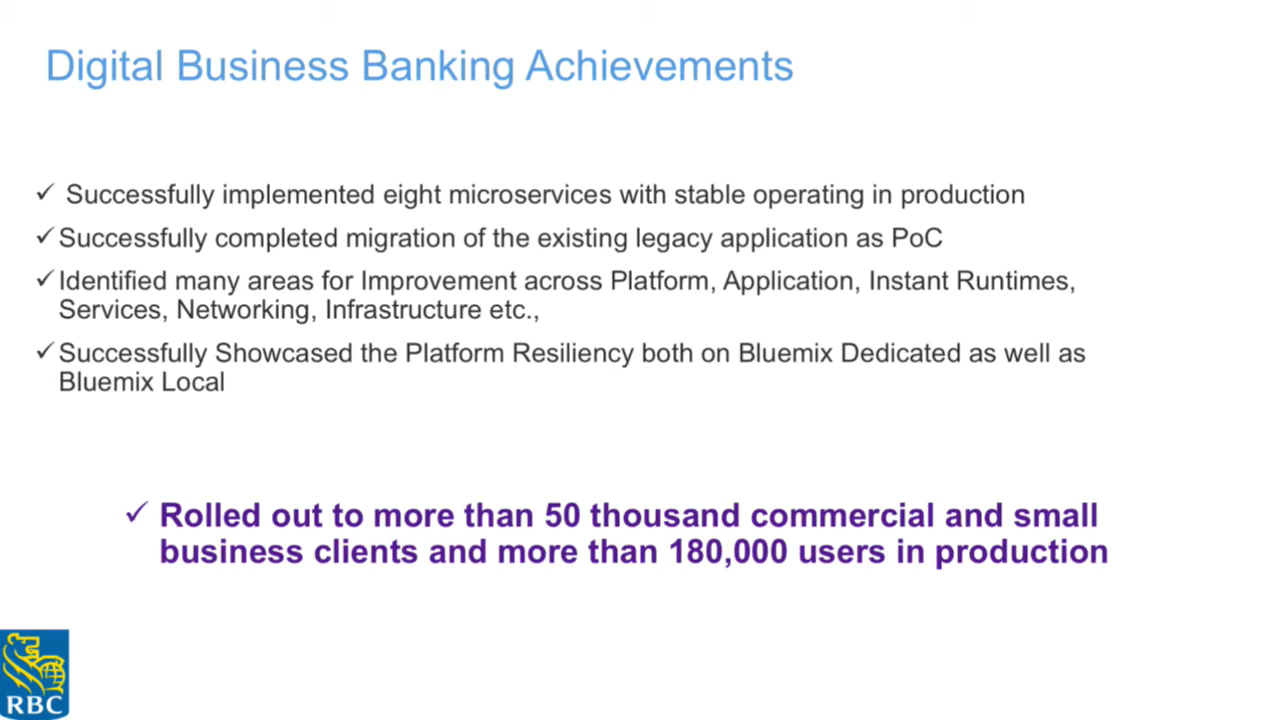 Digital Business Banking Achievements
✓ Successfully implemented eight microservices with stable operating in production
✓ Successfully completed migration of the existing legacy application as PoC
✓ Identified many areas for Improvement across Platform, Application, Instant Runtimes,
Services, Networking, Infrastructure etc.,
✓ Successfully Showcased the Platform Resiliency both on Bluemix Dedicated as well as
Bluemix Local
✓ Rolled out to more than 50 thousand commercial and small
business clients and more than 180,000 users in production
RBC